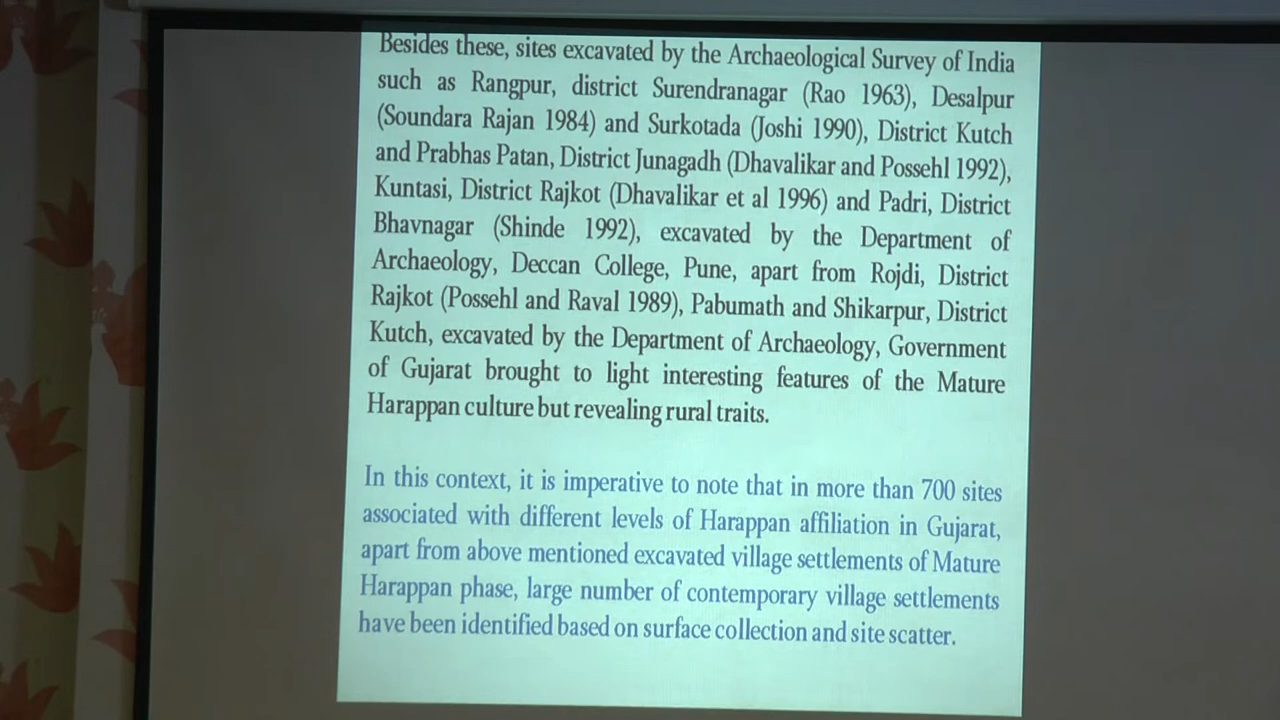 Besides these, sites excavated by the Archaeological Survey of India
such as Rangpur, district Surendranagar (Rao 1963), Desalpur
(Soundara Rajan 1984) and Surkotada (Joshi 1990), District Kutch
and Prabhas Patan, District Junagadh (Dhavalikar and Possehl 1992),
Kuntasi, District Rajkot (Dhavalikar et al 1996) and Padri, District
Bhavnagar (Shinde 1992), excavated by the Department of
Archaeology, Deccan College, Pune, apart from Rojdi, District
Rajkot (Possehl and Raval 1989), Pabumath and Shikarpur, District
Kutch, excavated by the Department of Archaeology, Government
of Gujarat brought to light interesting features of the Mature
Harappan culture but revealing rural traits.
In this context, it is imperative to note that in more than 700 sites
associated with different levels of Harappan affiliation in Gujarat,
apart from above mentioned excavated village settlements of Mature
Harappan phase, large number of contemporary village settlements
have been identified based on surface collection and site scatter.